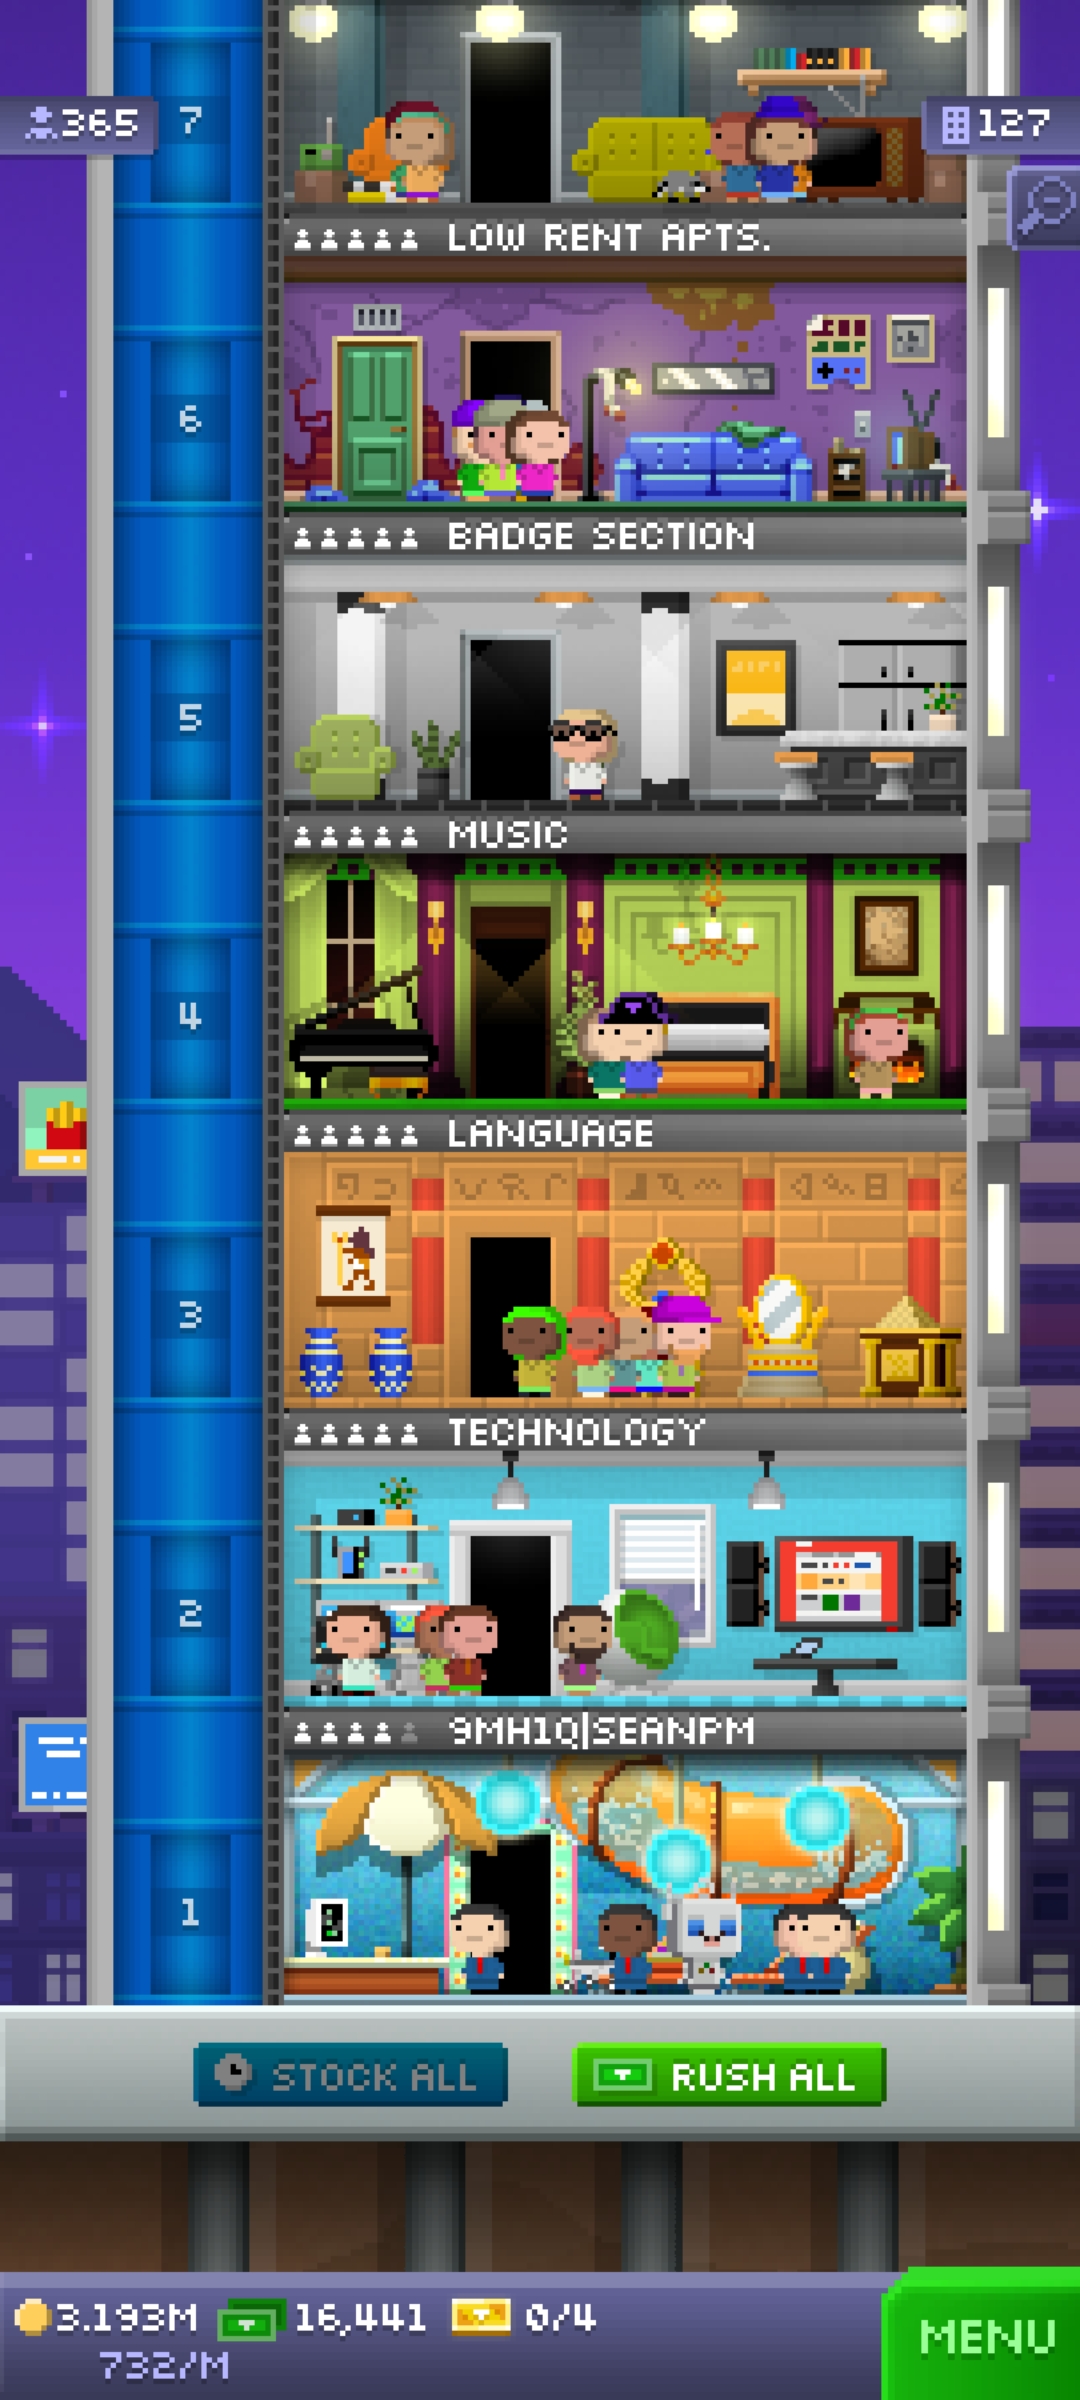 7
365
127
LOW RENT APTS.
6
BADGE SECTION
5
MUSIC
4
LANGUAGE
3
TECHNOLOGY
2
9MH1Q|SEANPM
1
STOCK ALL
RUSH ALL
3.193M 16,441 0/4
732/M
MENU